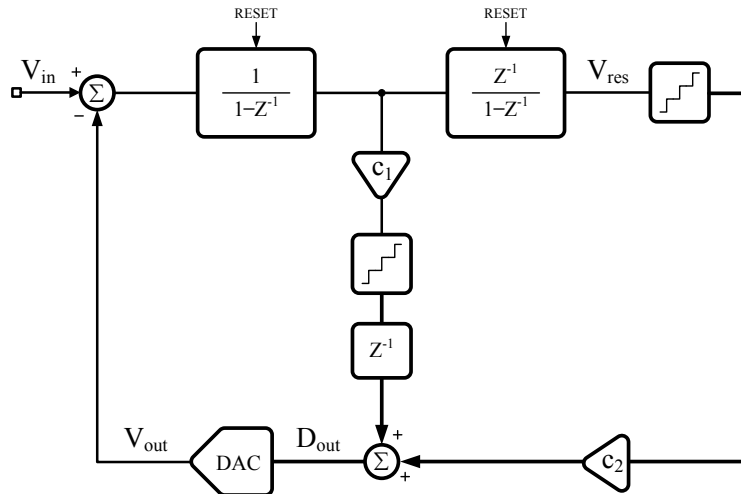 RESET
RESET
V_in
+
Σ
−
1
1−Z^-1
Z^-1
1−Z^-1
V_res
c_1
Z^-1
+
V_out
DAC
D_out
Σ
+
c_2